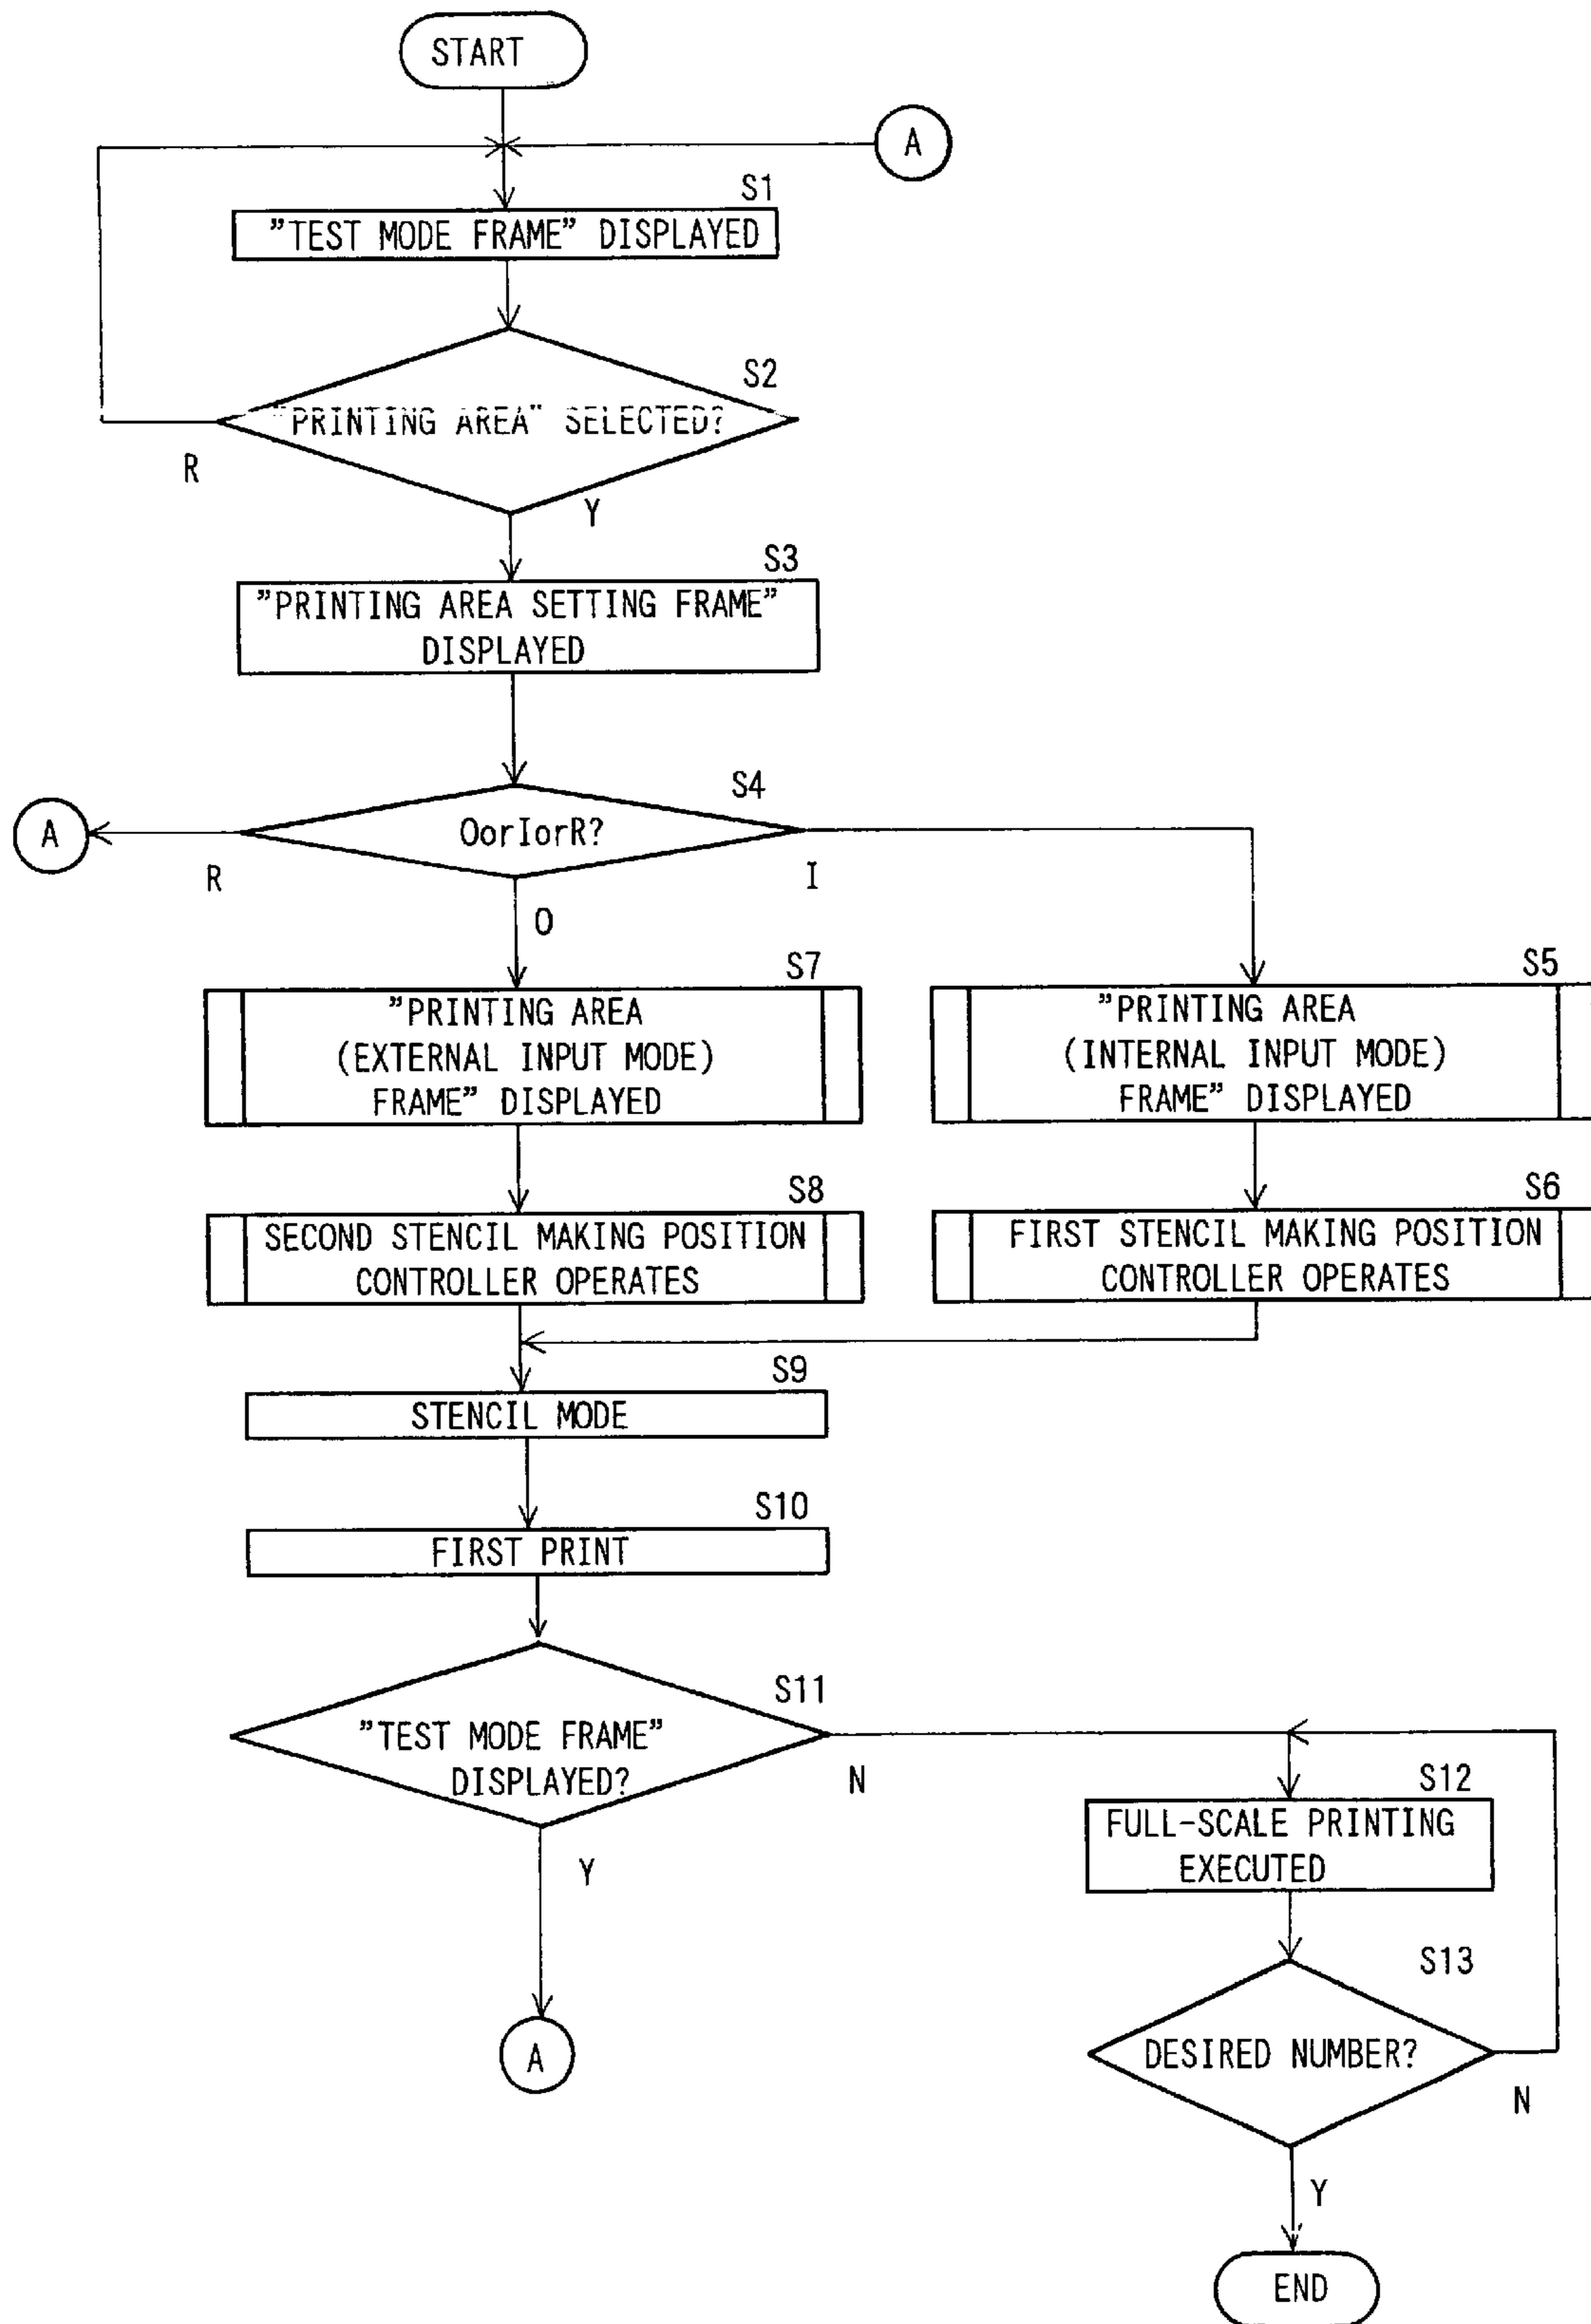 START
A
S1
"TEST MODE FRAME" DISPLAYED
S2
"PRINTING AREA" SELECTED?
R
Y
S3
"PRINTING AREA SETTING FRAME"
DISPLAYED
S4
A
OorIorR?
R
I
O
S7
"PRINTING AREA
(EXTERNAL INPUT MODE)
FRAME" DISPLAYED
S5
"PRINTING AREA
(INTERNAL INPUT MODE)
FRAME" DISPLAYED
S8
SECOND STENCIL MAKING POSITION
CONTROLLER OPERATES
S6
FIRST STENCIL MAKING POSITION
CONTROLLER OPERATES
S9
STENCIL MODE
S10
FIRST PRINT
S11
"TEST MODE FRAME"
DISPLAYED?
N
Y
A
S12
FULL-SCALE PRINTING
EXECUTED
S13
DESIRED NUMBER?
N
Y
END